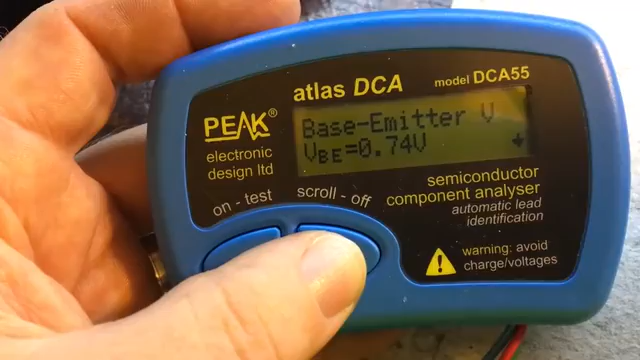 atlas DCA
model DCA55
PEAK®
electronic
design ltd
Base-Emitter V
VBE=0.74V
on - test
scroll - off
semiconductor
component analyser
automatic lead
identification
warning: avoid
charge/voltages